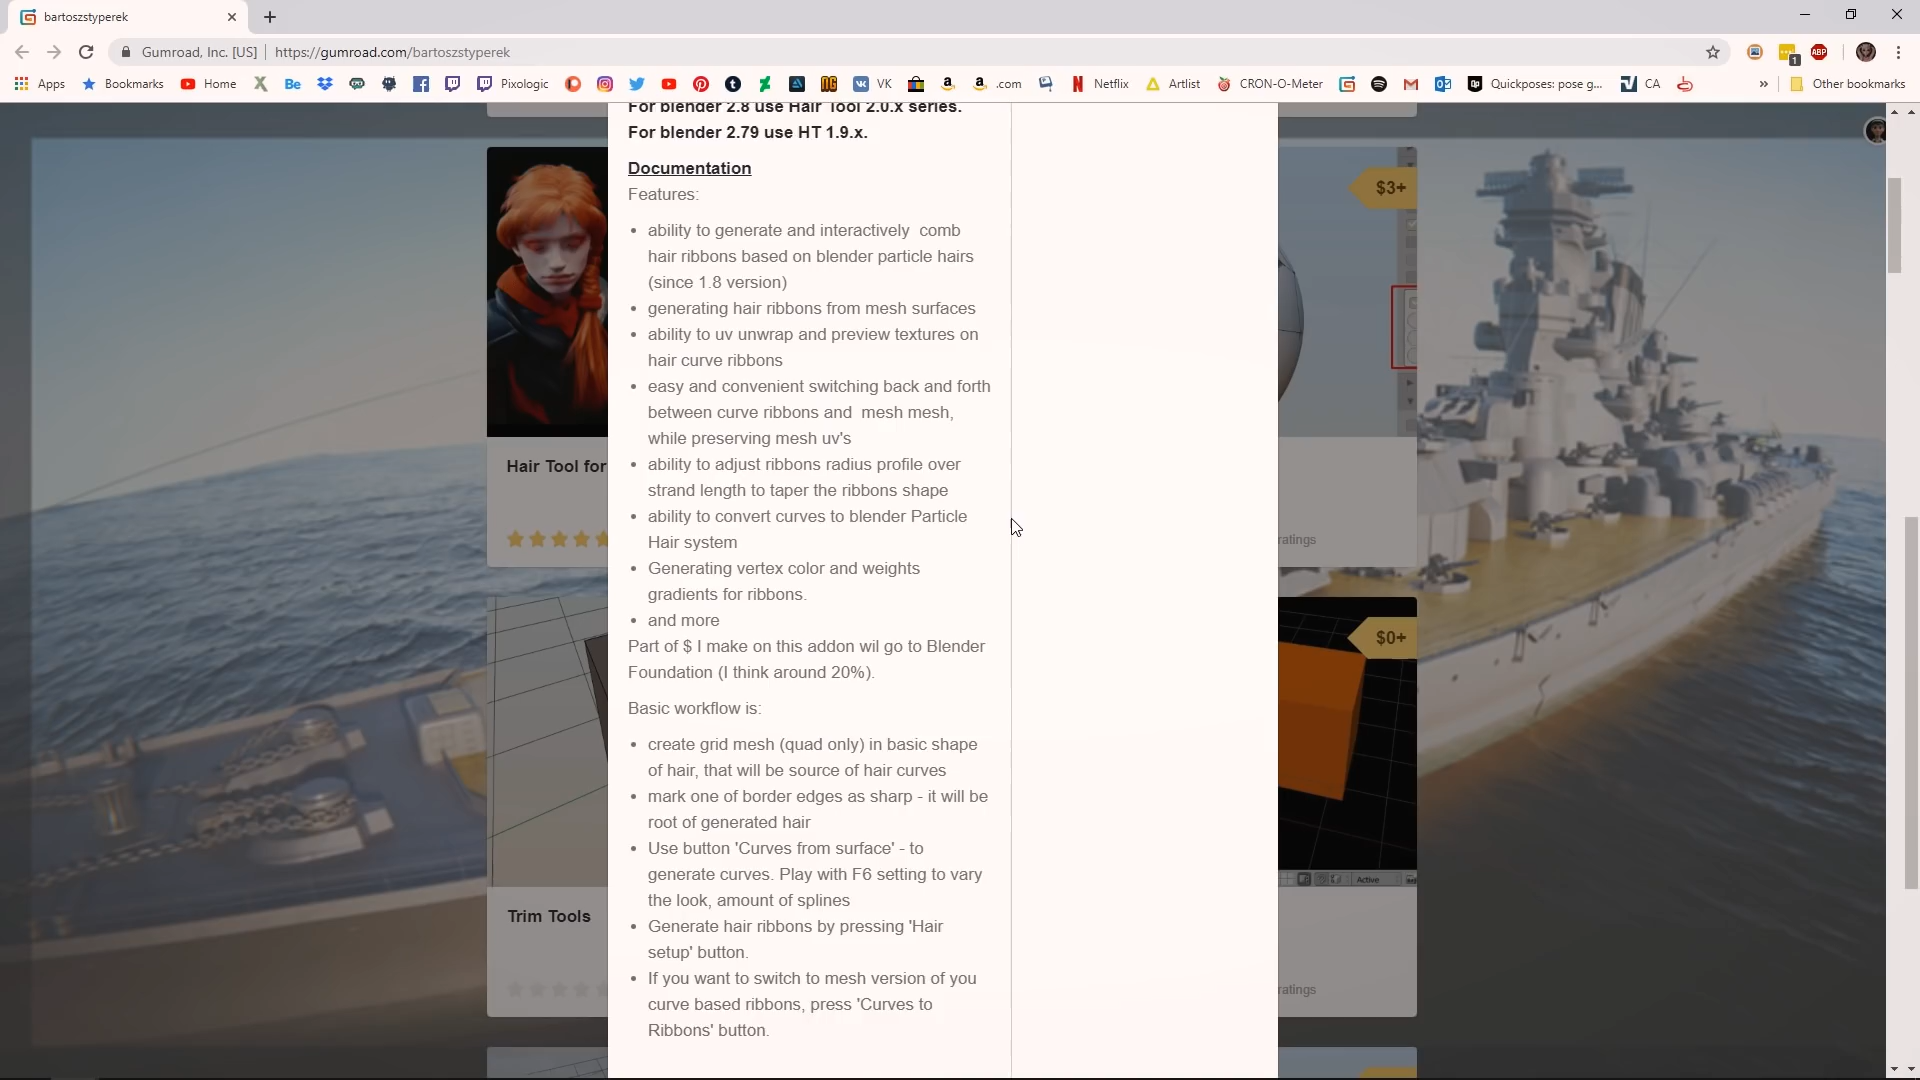 bartoszstyperek
Gumroad, Inc. [US]
https://gumroad.com/bartoszstyperek
ABP
1
Apps
Bookmarks
Home
Pixologic
VK
.com
Netflix
Artlist
CRON-O-Meter
Quickposes: pose g...
CA
Other bookmarks
For blender 2.8 use Hair Tool 2.0.x series.
For blender 2.79 use HT 1.9.x.
Documentation
Features:
ability to generate and interactively comb
hair ribbons based on blender particle hairs
(since 1.8 version)
generating hair ribbons from mesh surfaces
ability to uv unwrap and preview textures on
hair curve ribbons
easy and convenient switching back and forth
between curve ribbons and mesh mesh,
while preserving mesh uv's
ability to adjust ribbons radius profile over
strand length to taper the ribbons shape
ability to convert curves to blender Particle
Hair system
Generating vertex color and weights
gradients for ribbons.
and more
Part of $ I make on this addon wil go to Blender
Foundation (I think around 20%).
Basic workflow is:
create grid mesh (quad only) in basic shape
of hair, that will be source of hair curves
mark one of border edges as sharp - it will be
root of generated hair
Use button 'Curves from surface' - to
generate curves. Play with F6 setting to vary
the look, amount of splines
Generate hair ribbons by pressing 'Hair
setup' button.
If you want to switch to mesh version of you
curve based ribbons, press 'Curves to
Ribbons' button.
Hair Tool for
Trim Tools
$3+
ratings
$0+
Active
ratings